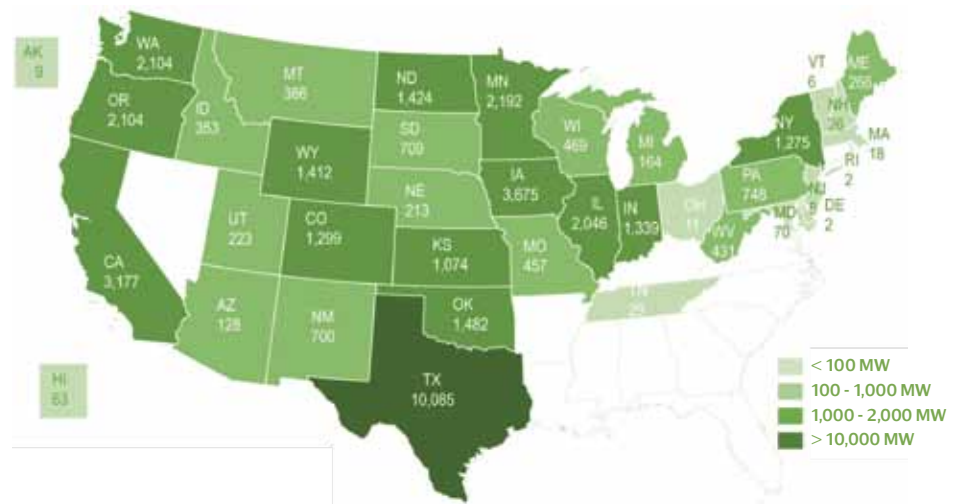 WA
2,104
OR
2,104
CA
3,177
ID
353
MT
386
WY
1,412
UT
223
CO
1,299
AZ
128
NM
700
ND
1,424
SD
709
NE
213
KS
1,074
OK
1,482
TX
10,085
MN
2,192
IA
3,675
MO
457
WI
469
IL
2,046
MI
164
IN
1,339
OH
11
TN
29
WV
431
PA
748
NY
1,275
VT
6
NH
26
ME
266
MA
18
RI
2
NJ
8
DE
2
MD
70
AK
9
HI
63
< 100 MW
100 - 1,000 MW
1,000 - 2,000 MW
> 10,000 MW